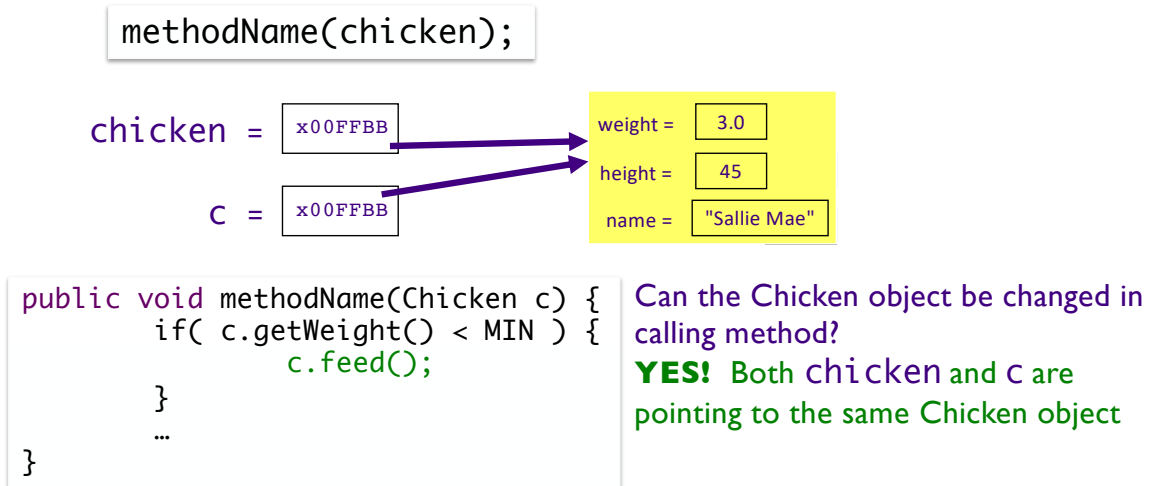 methodName(chicken);
chicken = x00FFBB
c = x00FFBB
weight = 3.0
height = 45
name = "Sallie Mae"
public void methodName(Chicken c) {
if( c.getWeight() < MIN ) {
c.feed();
}
…
}
Can the Chicken object be changed in
calling method?
YES! Both chicken and c are
pointing to the same Chicken object